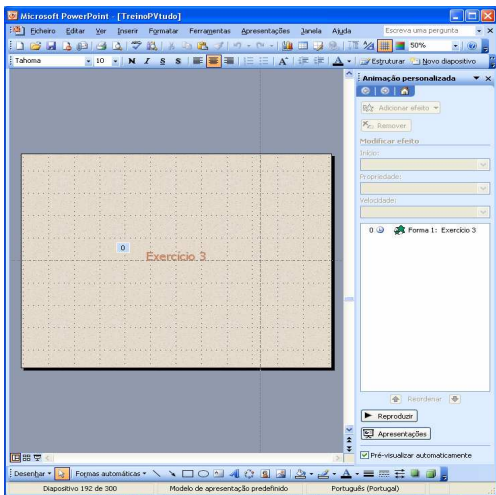 Microsoft PowerPoint - [TreinoPVtudo]
Ficheiro Editar Ver Inserir Formatar Ferramentas Apresentações Janela Ajuda Escreva uma pergunta
50%
Tahoma 10 N I S S A A Estruturar Novo diapositivo
Animação personalizada
Adicionar efeito
Remover
Modificar efeito
Início:
Propriedade:
Velocidade:
0 Forma 1: Exercício 3
0
Exercício 3
Reordenar
Reproduzir
Apresentações
Pré-visualizar automaticamente
Desenhar Formas automáticas
Diapositivo 192 de 300 Modelo de apresentação predefinido Português (Portugal)